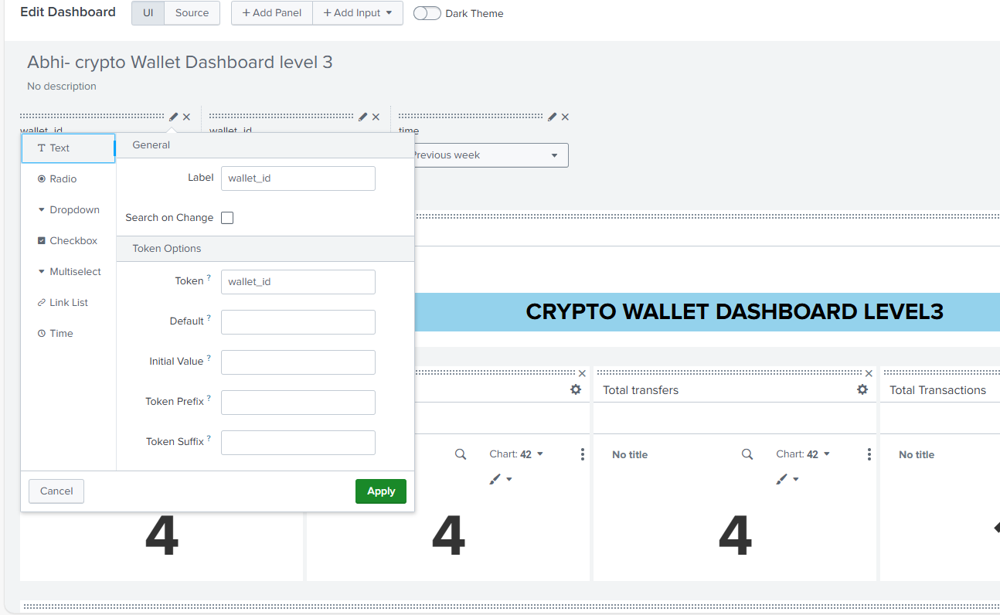 Edit Dashboard UI Source + Add Panel + Add Input Dark Theme
Abhi- crypto Wallet Dashboard level 3
No description
wallet_id wallet_id time
Text
Radio
Dropdown
Checkbox
Multiselect
Link List
Time
General
Label wallet_id
Search on Change
Token Options
Token ? wallet_id
Default ?
Initial Value ?
Token Prefix ?
Token Suffix ?
Cancel Apply
Previous week
CRYPTO WALLET DASHBOARD LEVEL3
Total transfers Total Transactions
Chart: 42 No title Chart: 42 No title
4 4 4